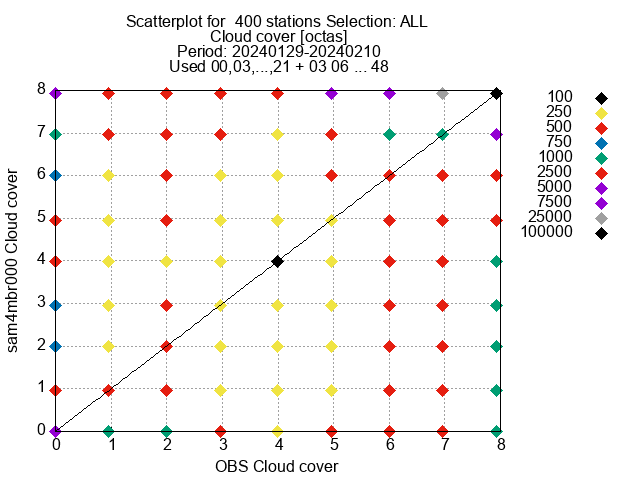 Scatterplot for  400 stations Selection: ALL
Cloud cover [octas]
Period: 20240129-20240210
Used 00,03,...,21 + 03 06 ... 48
8
7
6
5
4
3
2
1
0
sam4mbr000 Cloud cover
0 1 2 3 4 5 6 7 8
OBS Cloud cover
100
250
500
750
1000
2500
5000
7500
25000
100000